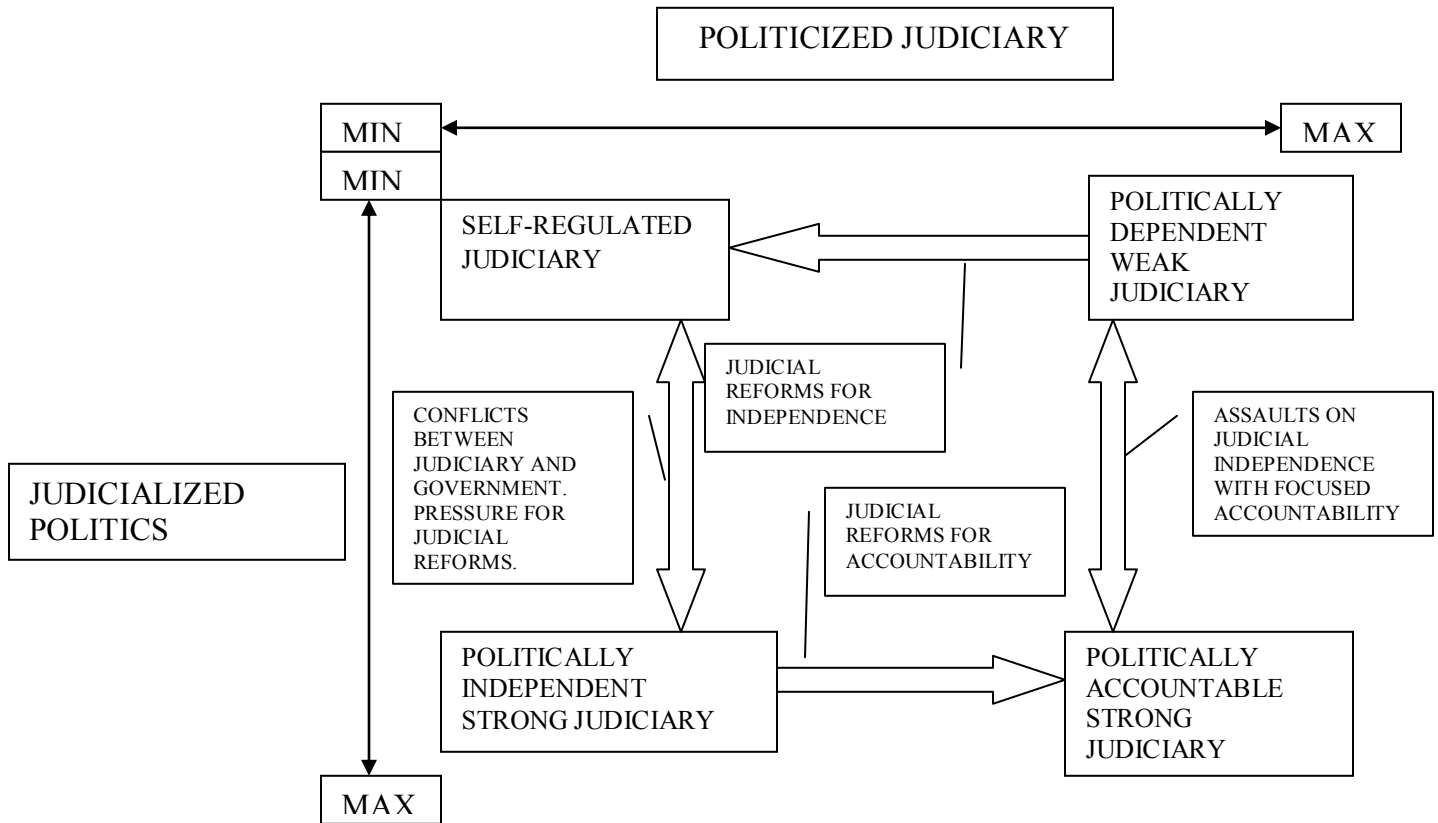 POLITICIZED JUDICIARY
MIN
MAX
MIN
SELF-REGULATED
JUDICIARY
POLITICALLY
DEPENDENT
WEAK
JUDICIARY
JUDICIAL
REFORMS FOR
INDEPENDENCE
CONFLICTS
BETWEEN
JUDICIARY AND
GOVERNMENT.
PRESSURE FOR
JUDICIAL
REFORMS.
ASSAULTS ON
JUDICIAL
INDEPENDENCE
WITH FOCUSED
ACCOUNTABILITY
JUDICIALIZED
POLITICS
JUDICIAL
REFORMS FOR
ACCOUNTABILITY
POLITICALLY
INDEPENDENT
STRONG JUDICIARY
POLITICALLY
ACCOUNTABLE
STRONG
JUDICIARY
MAX